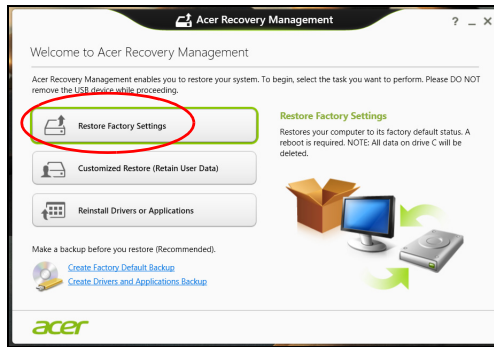 Acer Recovery Management
? _ X
Welcome to Acer Recovery Management
Acer Recovery Management enables you to restore your system. To begin, select the task you want to perform. Please DO NOT
remove the USB device while proceeding.
Restore Factory Settings
Customized Restore (Retain User Data)
Reinstall Drivers or Applications
Restore Factory Settings
Restores your computer to its factory default status. A
reboot is required. NOTE: All data on drive C will be
deleted.
Make a backup before you restore (Recommended).
Create Factory Default Backup
Create Drivers and Applications Backup
acer